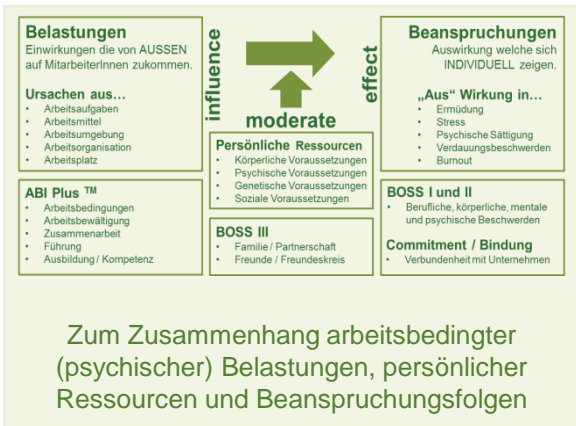 Belastungen
Einwirkungen die von AUSSEN
auf MitarbeiterInnen zukommen.
Ursachen aus…
• Arbeitsaufgaben
• Arbeitsmittel
• Arbeitsumgebung
• Arbeitsorganisation
• Arbeitsplatz
influence
moderate
effect
Beanspruchungen
Auswirkung welche sich
INDIVIDUELL zeigen.
„Aus“ Wirkung in…
• Ermüdung
• Stress
• Psychische Sättigung
• Verdauungsbeschwerden
• Burnout
Persönliche Ressourcen
• Körperliche Voraussetzungen
• Psychische Voraussetzungen
• Genetische Voraussetzungen
• Soziale Voraussetzungen
ABI Plus ™
• Arbeitsbedingungen
• Arbeitsbewältigung
• Zusammenarbeit
• Führung
• Ausbildung / Kompetenz
BOSS III
• Familie / Partnerschaft
• Freunde / Freundeskreis
BOSS I und II
• Berufliche, körperliche, mentale
und psychische Beschwerden
Commitment / Bindung
• Verbundenheit mit Unternehmen
Zum Zusammenhang arbeitsbedingter
(psychischer) Belastungen, persönlicher
Ressourcen und Beanspruchungsfolgen